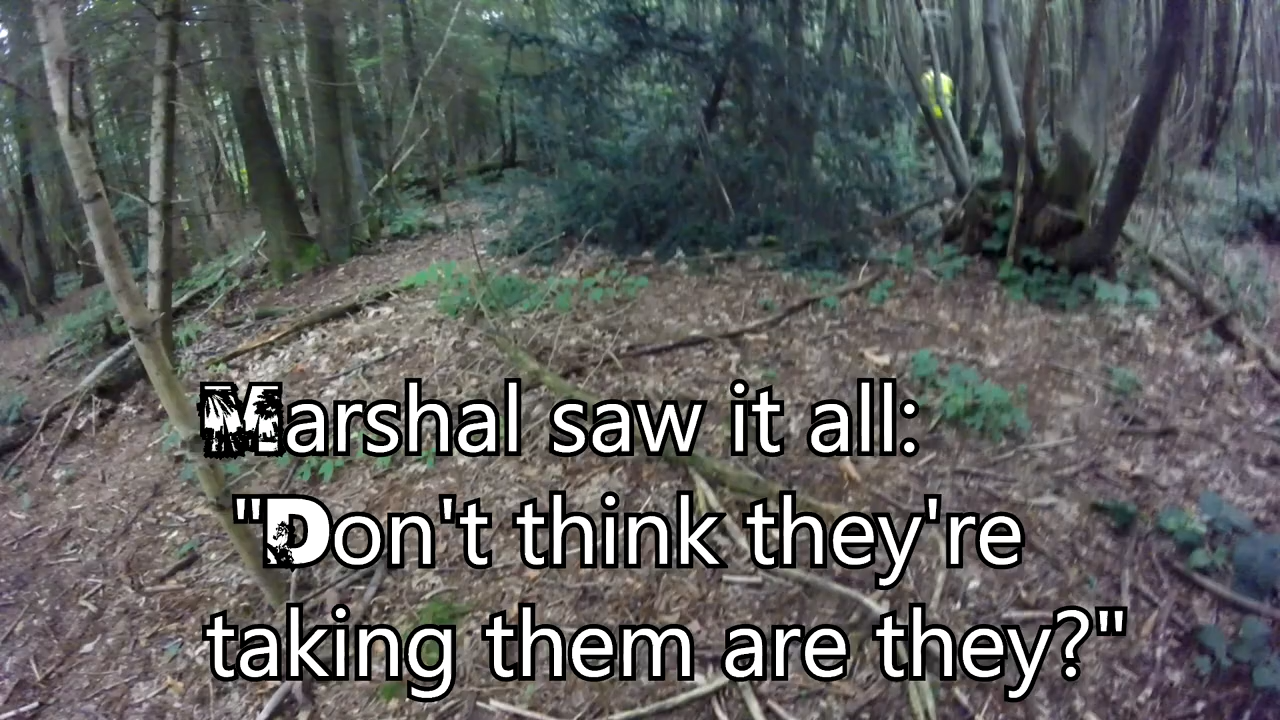 Marshal saw it all:
"Don't think they're
taking them are they?"